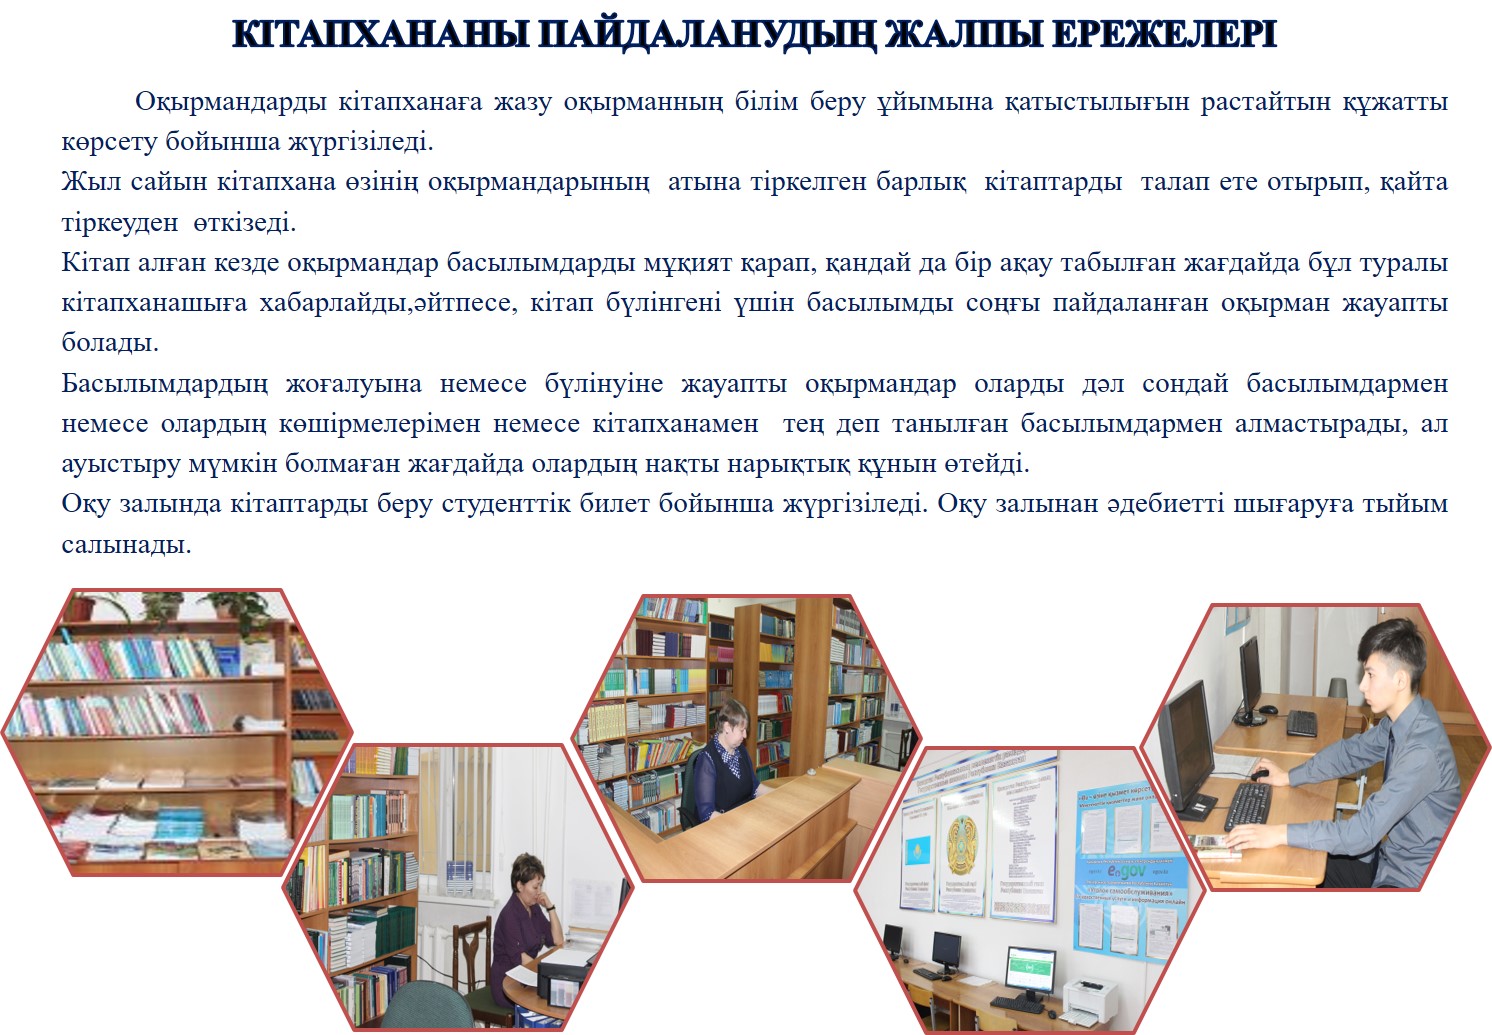 КІТАПХАНАНЫ ПАЙДАЛАНУДЫҢ ЖАЛПЫ ЕРЕЖЕЛЕРІ
Оқырмандарды кітапханаға жазу оқырманның білім беру ұйымына қатыстылығын растайтын құжатты
көрсету бойынша жүргізіледі.
Жыл сайын кітапхана өзінің оқырмандарының атына тіркелген барлық кітаптарды талап ете отырып, қайта
тіркеуден өткізеді.
Кітап алған кезде оқырмандар басылымдарды мұқият қарап, қандай да бір ақау табылған жағдайда бұл туралы
кітапханашыға хабарлайды,әйтпесе, кітап бүлінгені үшін басылымды соңғы пайдаланған оқырман жауапты
болады.
Басылымдардың жоғалуына немесе бүлінуіне жауапты оқырмандар оларды дәл сондай басылымдармен
немесе олардың көшірмелерімен немесе кітапханамен тең деп танылған басылымдармен алмастырады, ал
ауыстыру мүмкін болмаған жағдайда олардың нақты нарықтық құнын өтейді.
Оқу залында кітаптарды беру студенттік билет бойынша жүргізіледі. Оқу залынан әдебиетті шығаруға тыйым
салынады.
egov
самообслуживания»